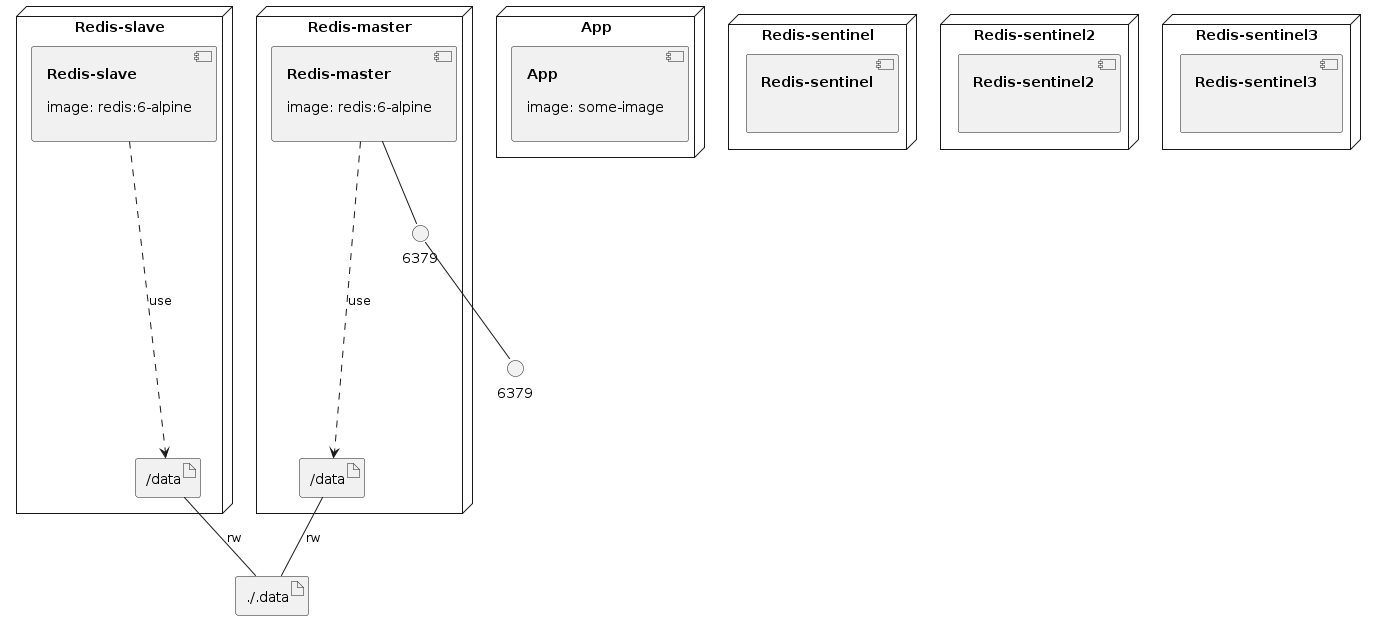 Redis-slave
Redis-slave
image: redis:6-alpine
Redis-master
Redis-master
image: redis:6-alpine
App
App
image: some-image
Redis-sentinel
Redis-sentinel
Redis-sentinel2
Redis-sentinel2
Redis-sentinel3
Redis-sentinel3
6379
use
use
6379
/data
/data
rw
rw
./.data